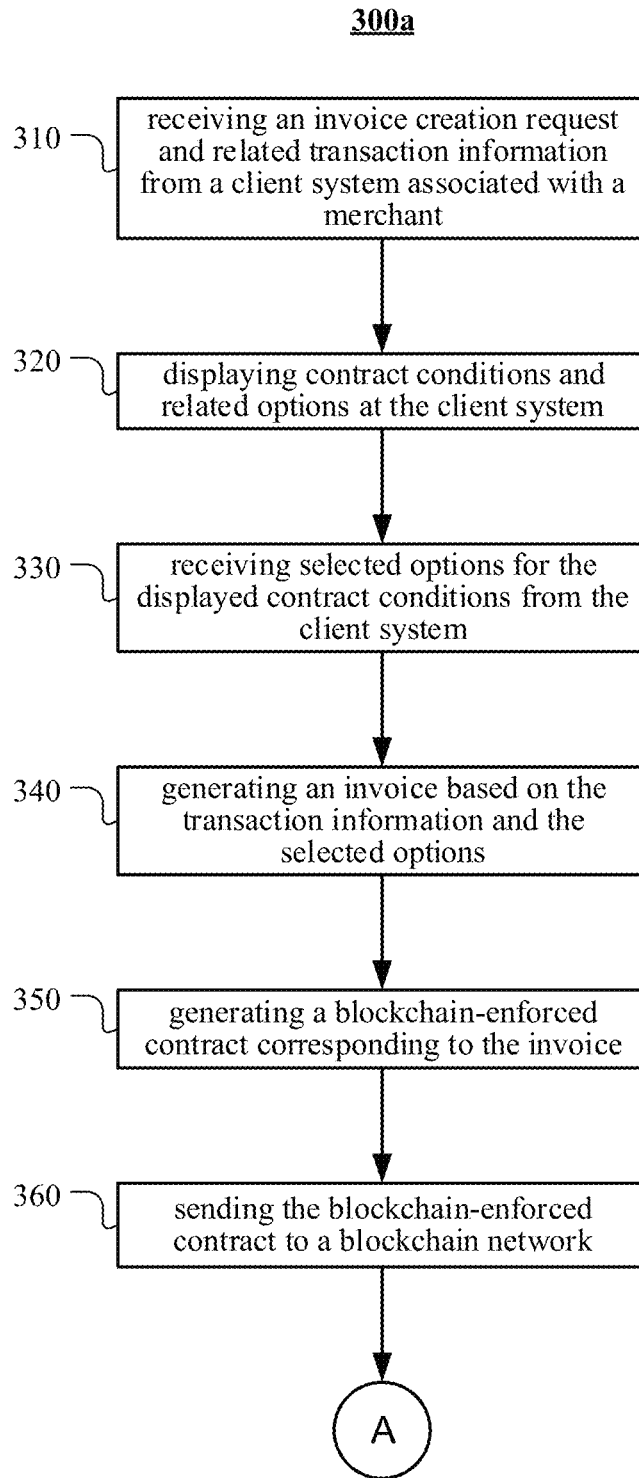 300a
310
receiving an invoice creation request
and related transaction information
from a client system associated with a
merchant
320
displaying contract conditions and
related options at the client system
330
receiving selected options for the
displayed contract conditions from the
client system
340
generating an invoice based on the
transaction information and the
selected options
350
generating a blockchain-enforced
contract corresponding to the invoice
360
sending the blockchain-enforced
contract to a blockchain network
A